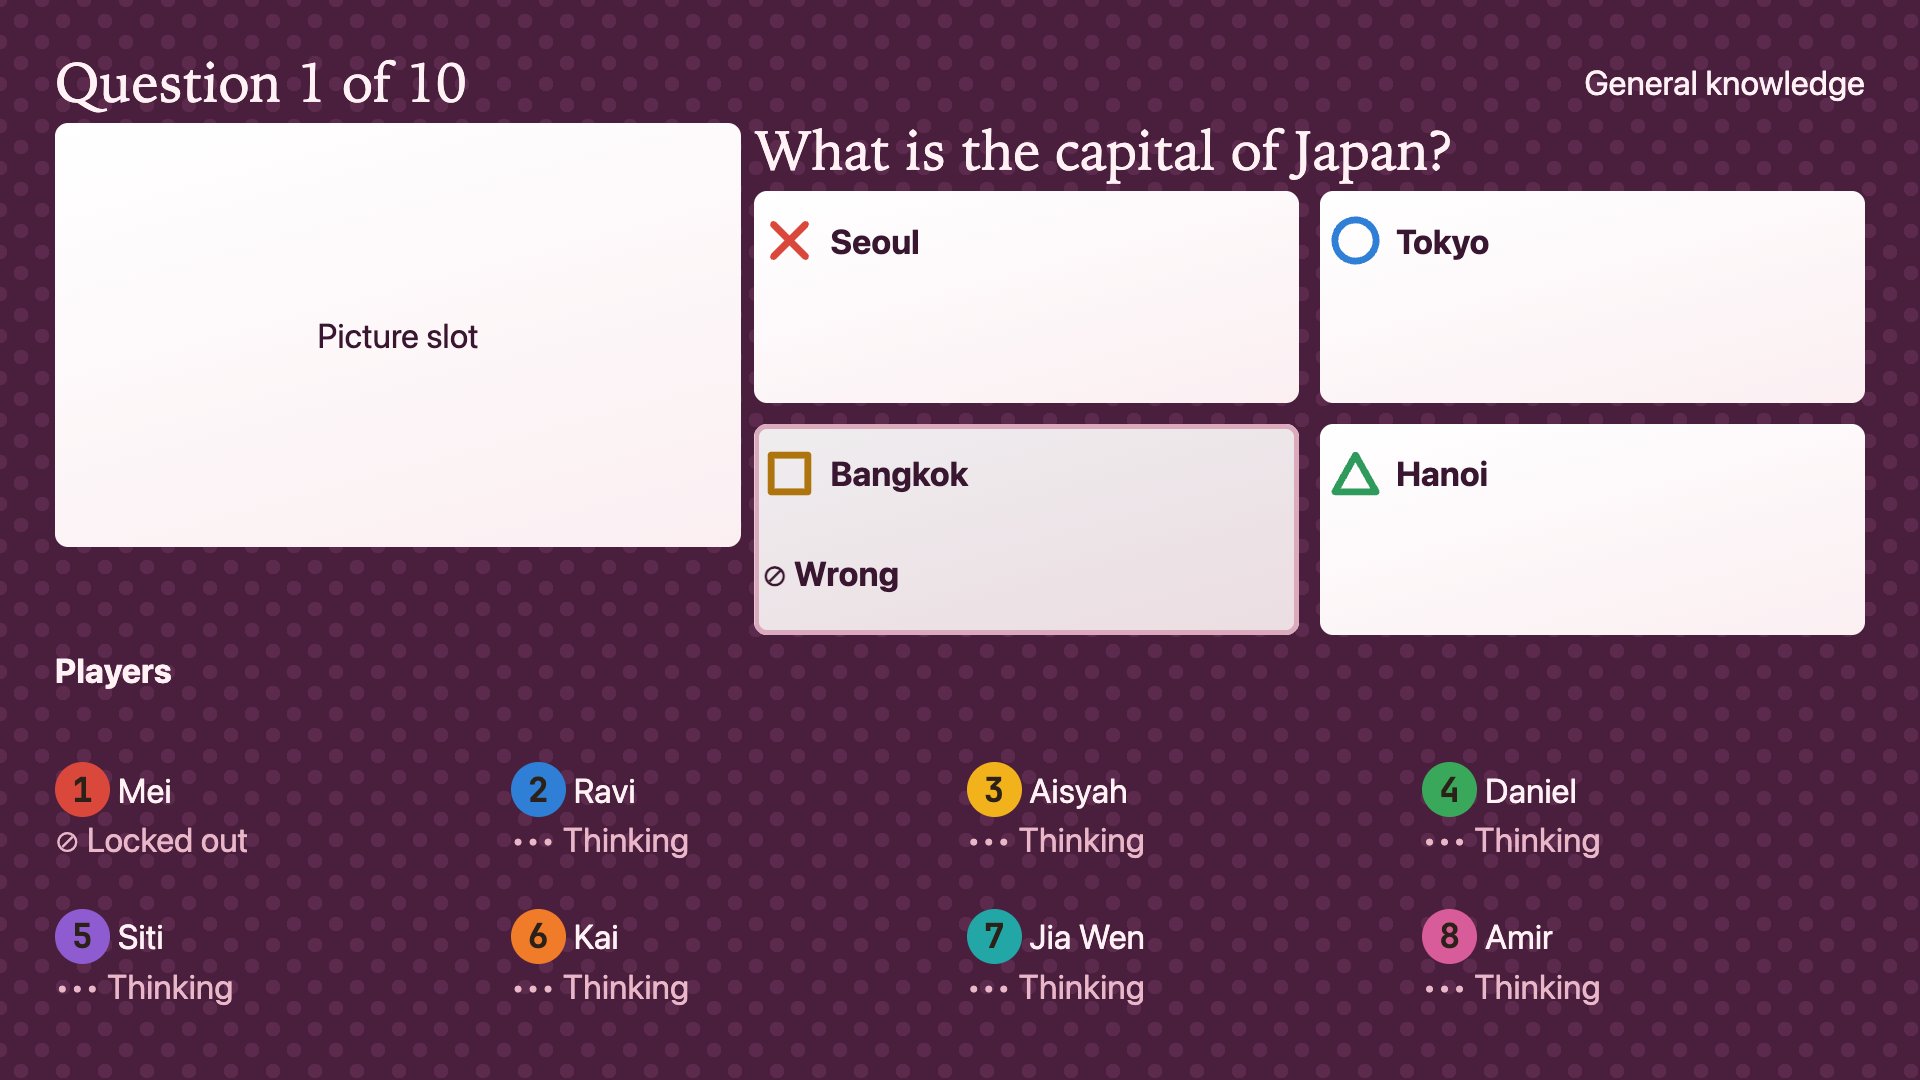 Question 1 of 10
General knowledge
Picture slot
What is the capital of Japan?
Seoul
Tokyo
Bangkok
Wrong
Hanoi
Players
1 Mei
Locked out
2 Ravi
Thinking
3 Aisyah
Thinking
4 Daniel
Thinking
5 Siti
Thinking
6 Kai
Thinking
7 Jia Wen
Thinking
8 Amir
Thinking